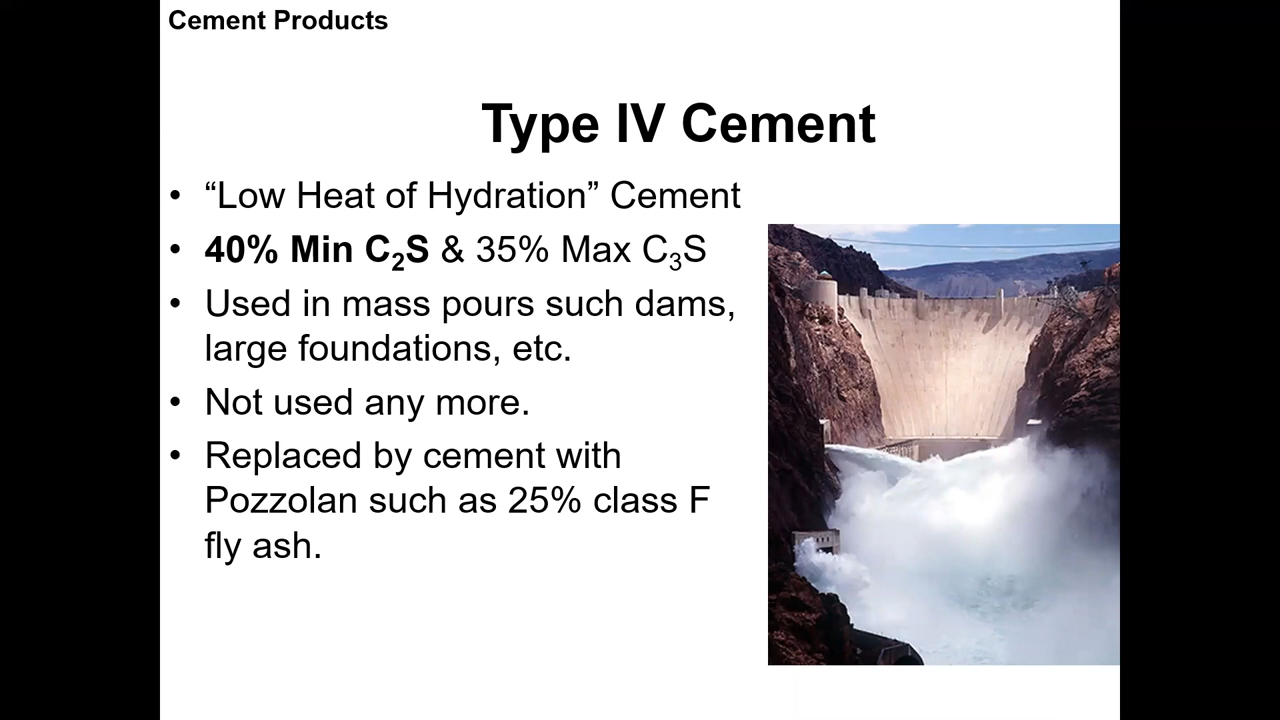 Cement Products
Type IV Cement
• “Low Heat of Hydration” Cement
• 40% Min C₂S & 35% Max C₃S
• Used in mass pours such dams,
large foundations, etc.
• Not used any more.
• Replaced by cement with
Pozzolan such as 25% class F
fly ash.